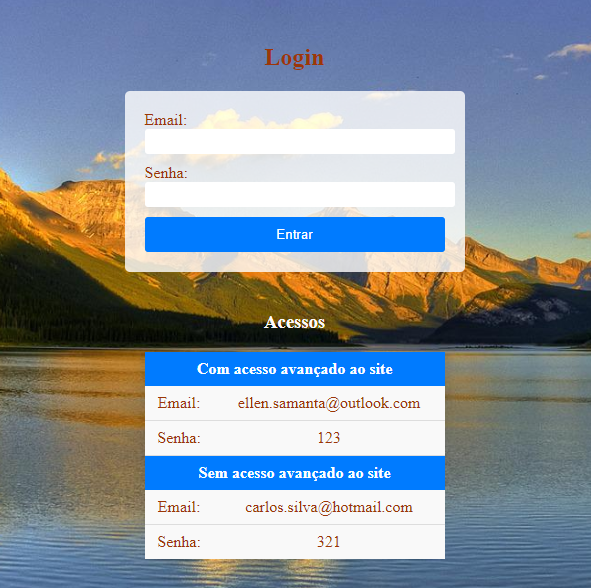 Login
Email:
Senha:
Entrar
Acessos
Com acesso avançado ao site
Email: ellen.samanta@outlook.com
Senha: 123
Sem acesso avançado ao site
Email: carlos.silva@hotmail.com
Senha: 321